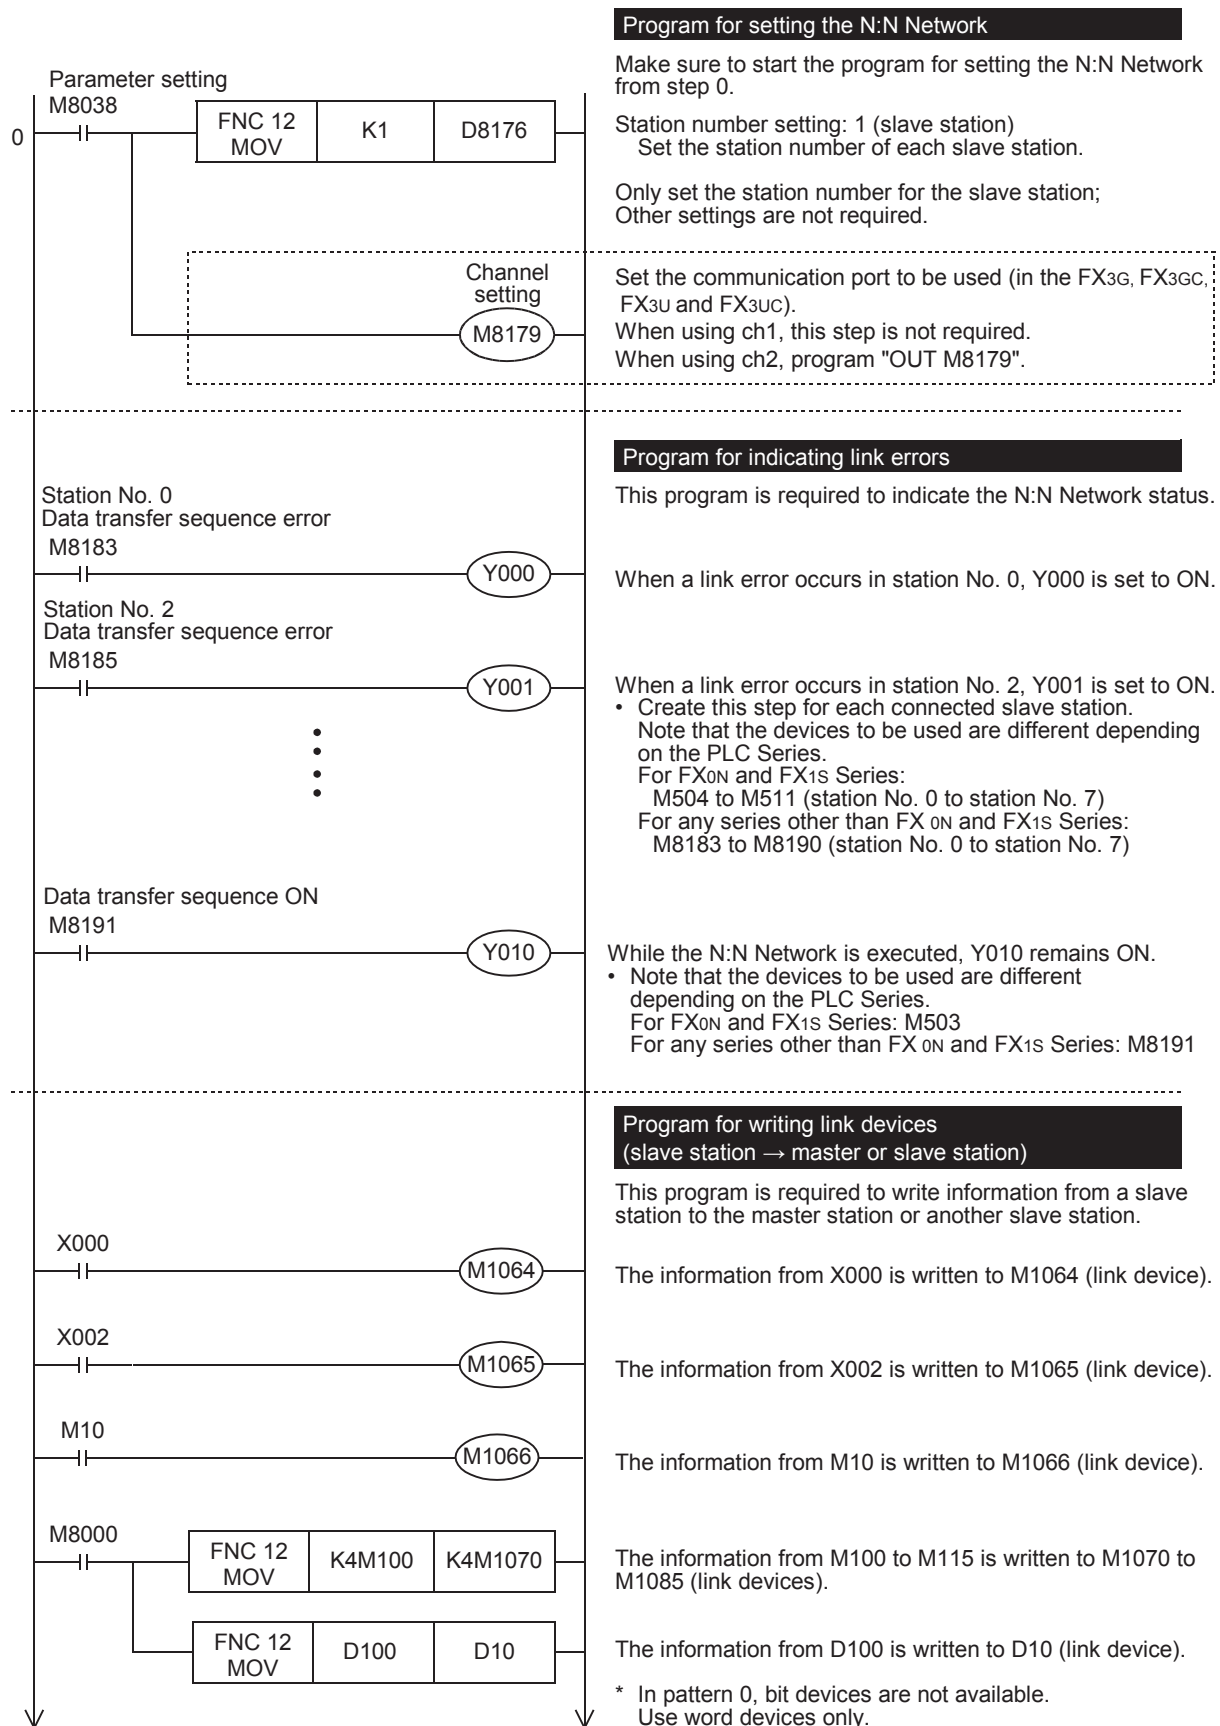 Program for setting the N:N Network
Make sure to start the program for setting the N:N Network
from step 0.
Parameter setting
M8038
0
FNC 12
MOV
K1
D8176
Station number setting: 1 (slave station)
Set the station number of each slave station.
Only set the station number for the slave station;
Other settings are not required.
Channel
setting
M8179
Set the communication port to be used (in the FX3G, FX3GC,
FX3U and FX3UC).
When using ch1, this step is not required.
When using ch2, program "OUT M8179".
Program for indicating link errors
This program is required to indicate the N:N Network status.
Station No. 0
Data transfer sequence error
M8183
Y000
When a link error occurs in station No. 0, Y000 is set to ON.
Station No. 2
Data transfer sequence error
M8185
Y001
When a link error occurs in station No. 2, Y001 is set to ON.
• Create this step for each connected slave station.
Note that the devices to be used are different depending
on the PLC Series.
For FX0N and FX1S Series:
M504 to M511 (station No. 0 to station No. 7)
For any series other than FX 0N and FX1S Series:
M8183 to M8190 (station No. 0 to station No. 7)
Data transfer sequence ON
M8191
Y010
While the N:N Network is executed, Y010 remains ON.
• Note that the devices to be used are different
depending on the PLC Series.
For FX0N and FX1S Series: M503
For any series other than FX 0N and FX1S Series: M8191
Program for writing link devices
(slave station → master or slave station)
This program is required to write information from a slave
station to the master station or another slave station.
X000
M1064
The information from X000 is written to M1064 (link device).
X002
M1065
The information from X002 is written to M1065 (link device).
M10
M1066
The information from M10 is written to M1066 (link device).
M8000
FNC 12
MOV
K4M100
K4M1070
The information from M100 to M115 is written to M1070 to
M1085 (link devices).
FNC 12
MOV
D100
D10
The information from D100 is written to D10 (link device).
* In pattern 0, bit devices are not available.
Use word devices only.